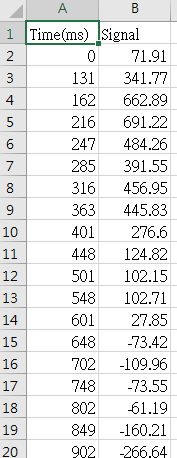 A B
1 Time(ms) Signal
2 0 71.91
3 131 341.77
4 162 662.89
5 216 691.22
6 247 484.26
7 285 391.55
8 316 456.95
9 363 445.83
10 401 276.6
11 448 124.82
12 501 102.15
13 548 102.71
14 601 27.85
15 648 -73.42
16 702 -109.96
17 748 -73.55
18 802 -61.19
19 849 -160.21
20 902 -266.64